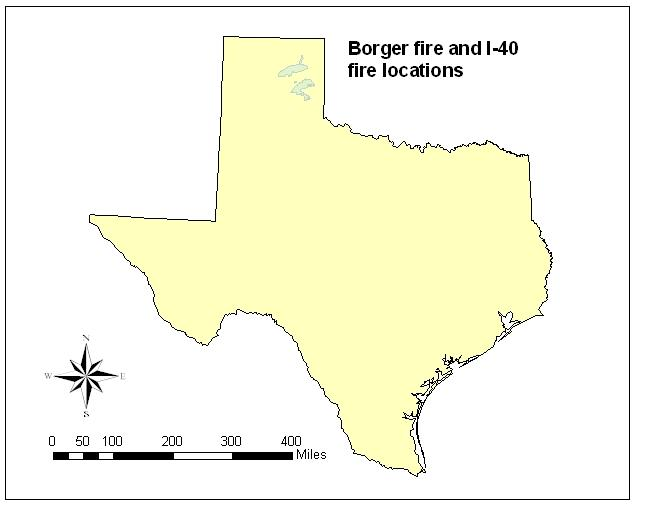 Borger fire and I-40
fire locations
N
W E
S
0 50 100 200 300 400
Miles